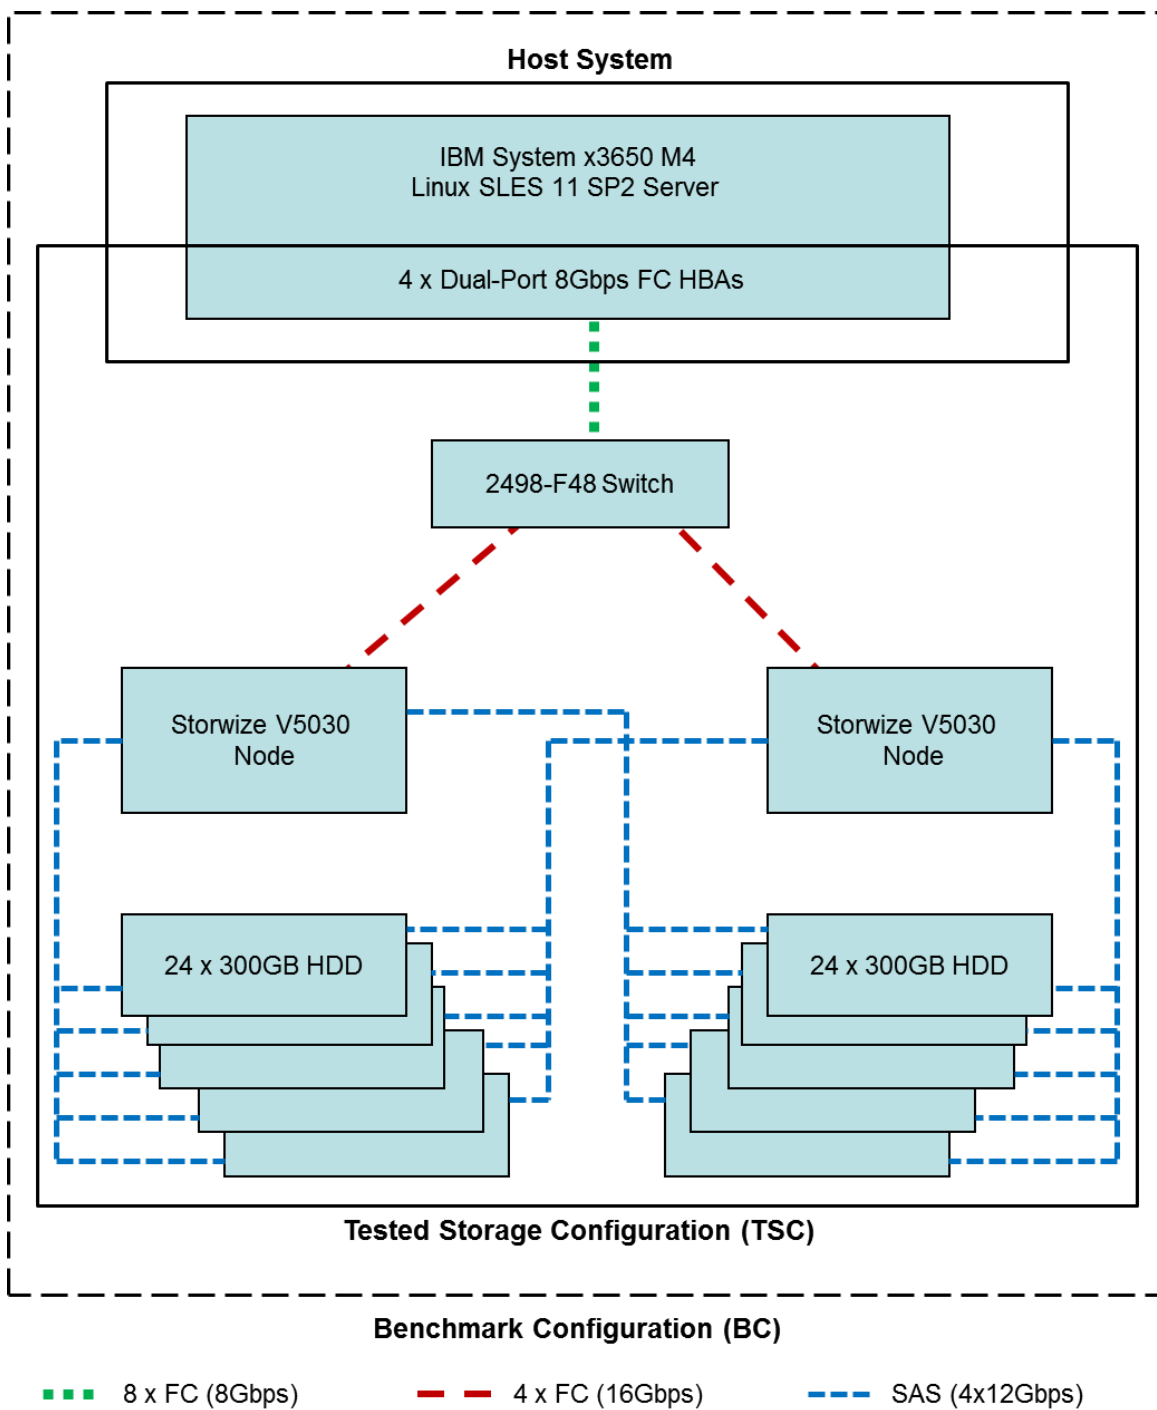 Host System
IBM System x3650 M4
Linux SLES 11 SP2 Server
4 x Dual-Port 8Gbps FC HBAs
2498-F48 Switch
Storwize V5030
Node
Storwize V5030
Node
24 x 300GB HDD
24 x 300GB HDD
Tested Storage Configuration (TSC)
Benchmark Configuration (BC)
8 x FC (8Gbps)
4 x FC (16Gbps)
SAS (4x12Gbps)